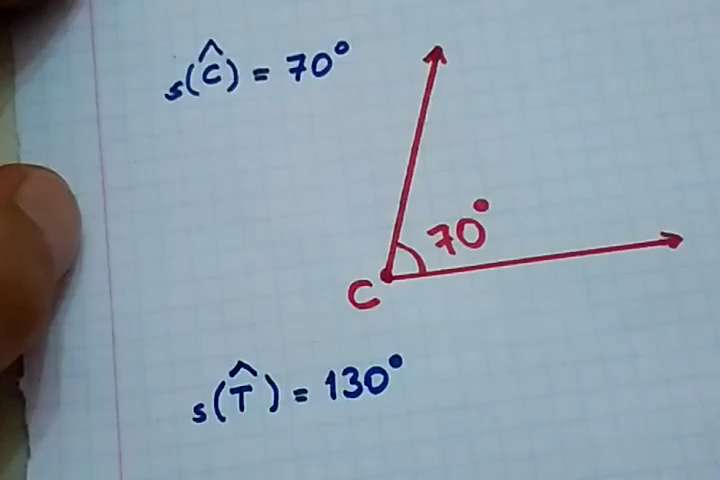 s(Ĉ) = 70°
70°
C
s(T̂) = 130°